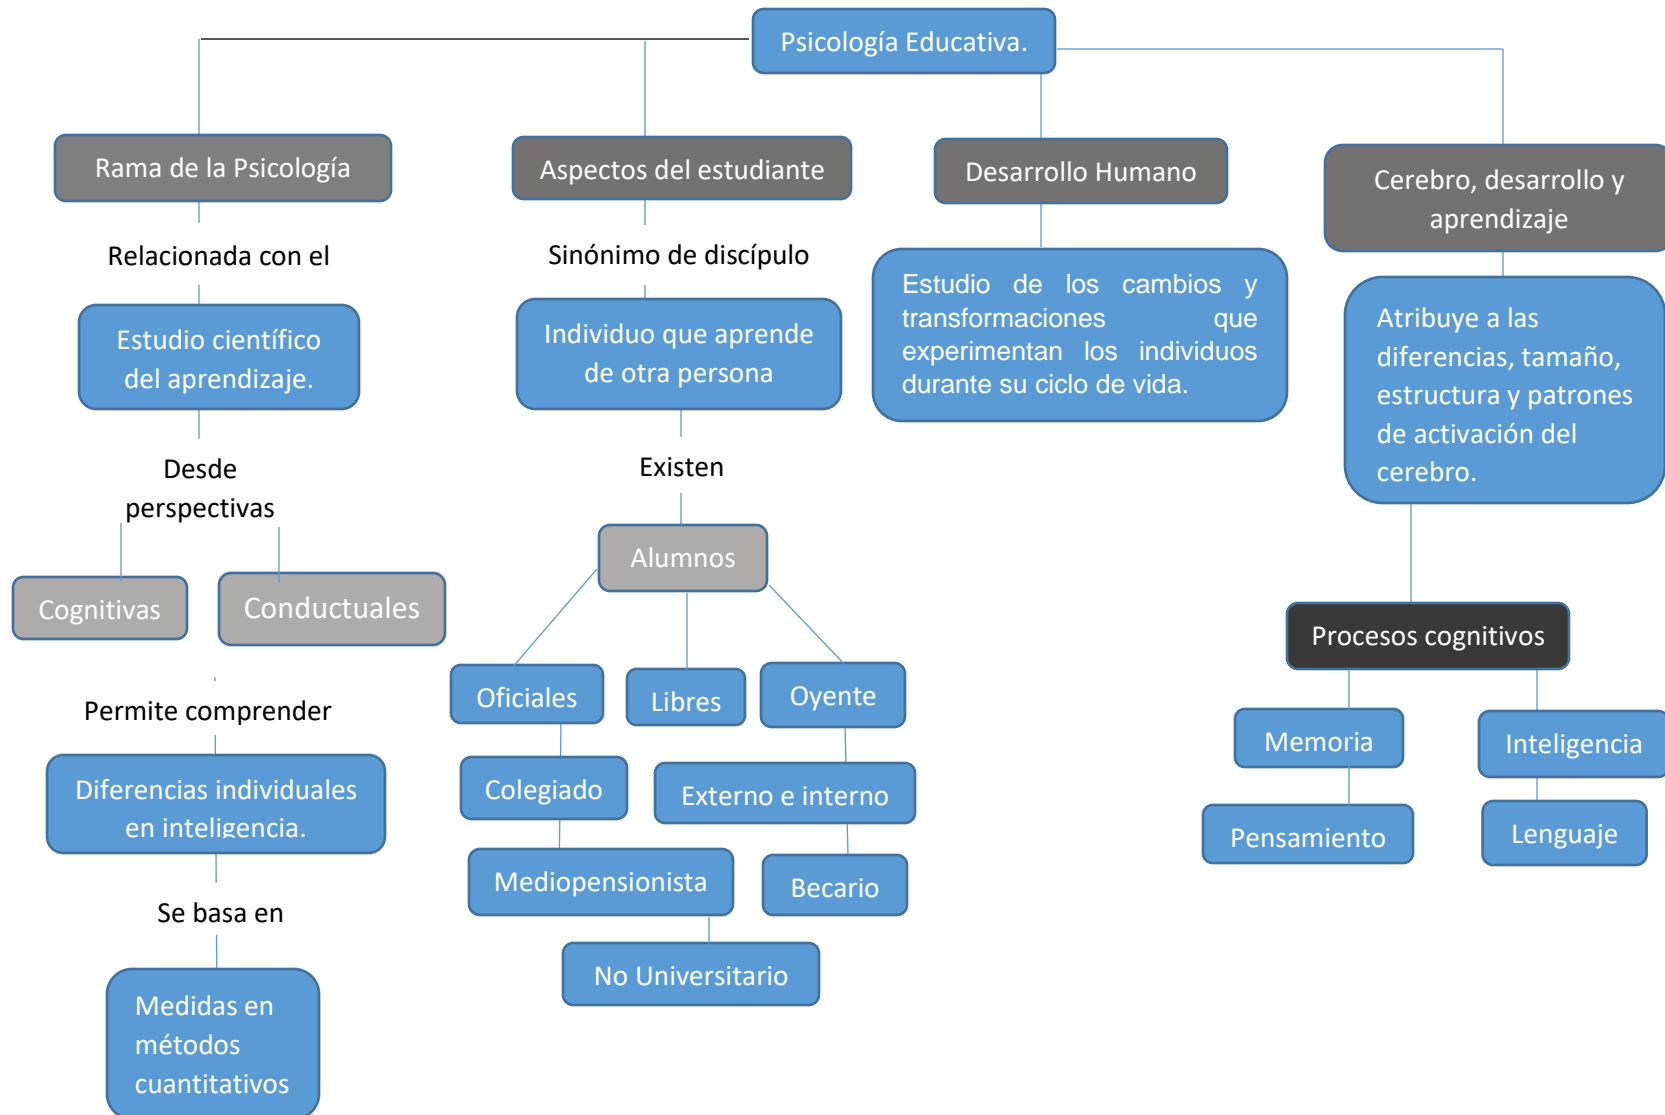 Psicología Educativa.
Rama de la Psicología
Relacionada con el
Estudio científico
del aprendizaje.
Desde
perspectivas
Cognitivas
Conductuales
Permite comprender
Diferencias individuales
en inteligencia.
Se basa en
Medidas en
métodos
cuantitativos
Aspectos del estudiante
Sinónimo de discípulo
Individuo que aprende
de otra persona
Existen
Alumnos
Oficiales
Libres
Oyente
Colegiado
Externo e interno
Mediopensionista
Becario
No Universitario
Desarrollo Humano
Estudio de los cambios y
transformaciones que
experimentan los individuos
durante su ciclo de vida.
Cerebro, desarrollo y
aprendizaje
Atribuye a las
diferencias, tamaño,
estructura y patrones
de activación del
cerebro.
Procesos cognitivos
Memoria
Inteligencia
Pensamiento
Lenguaje